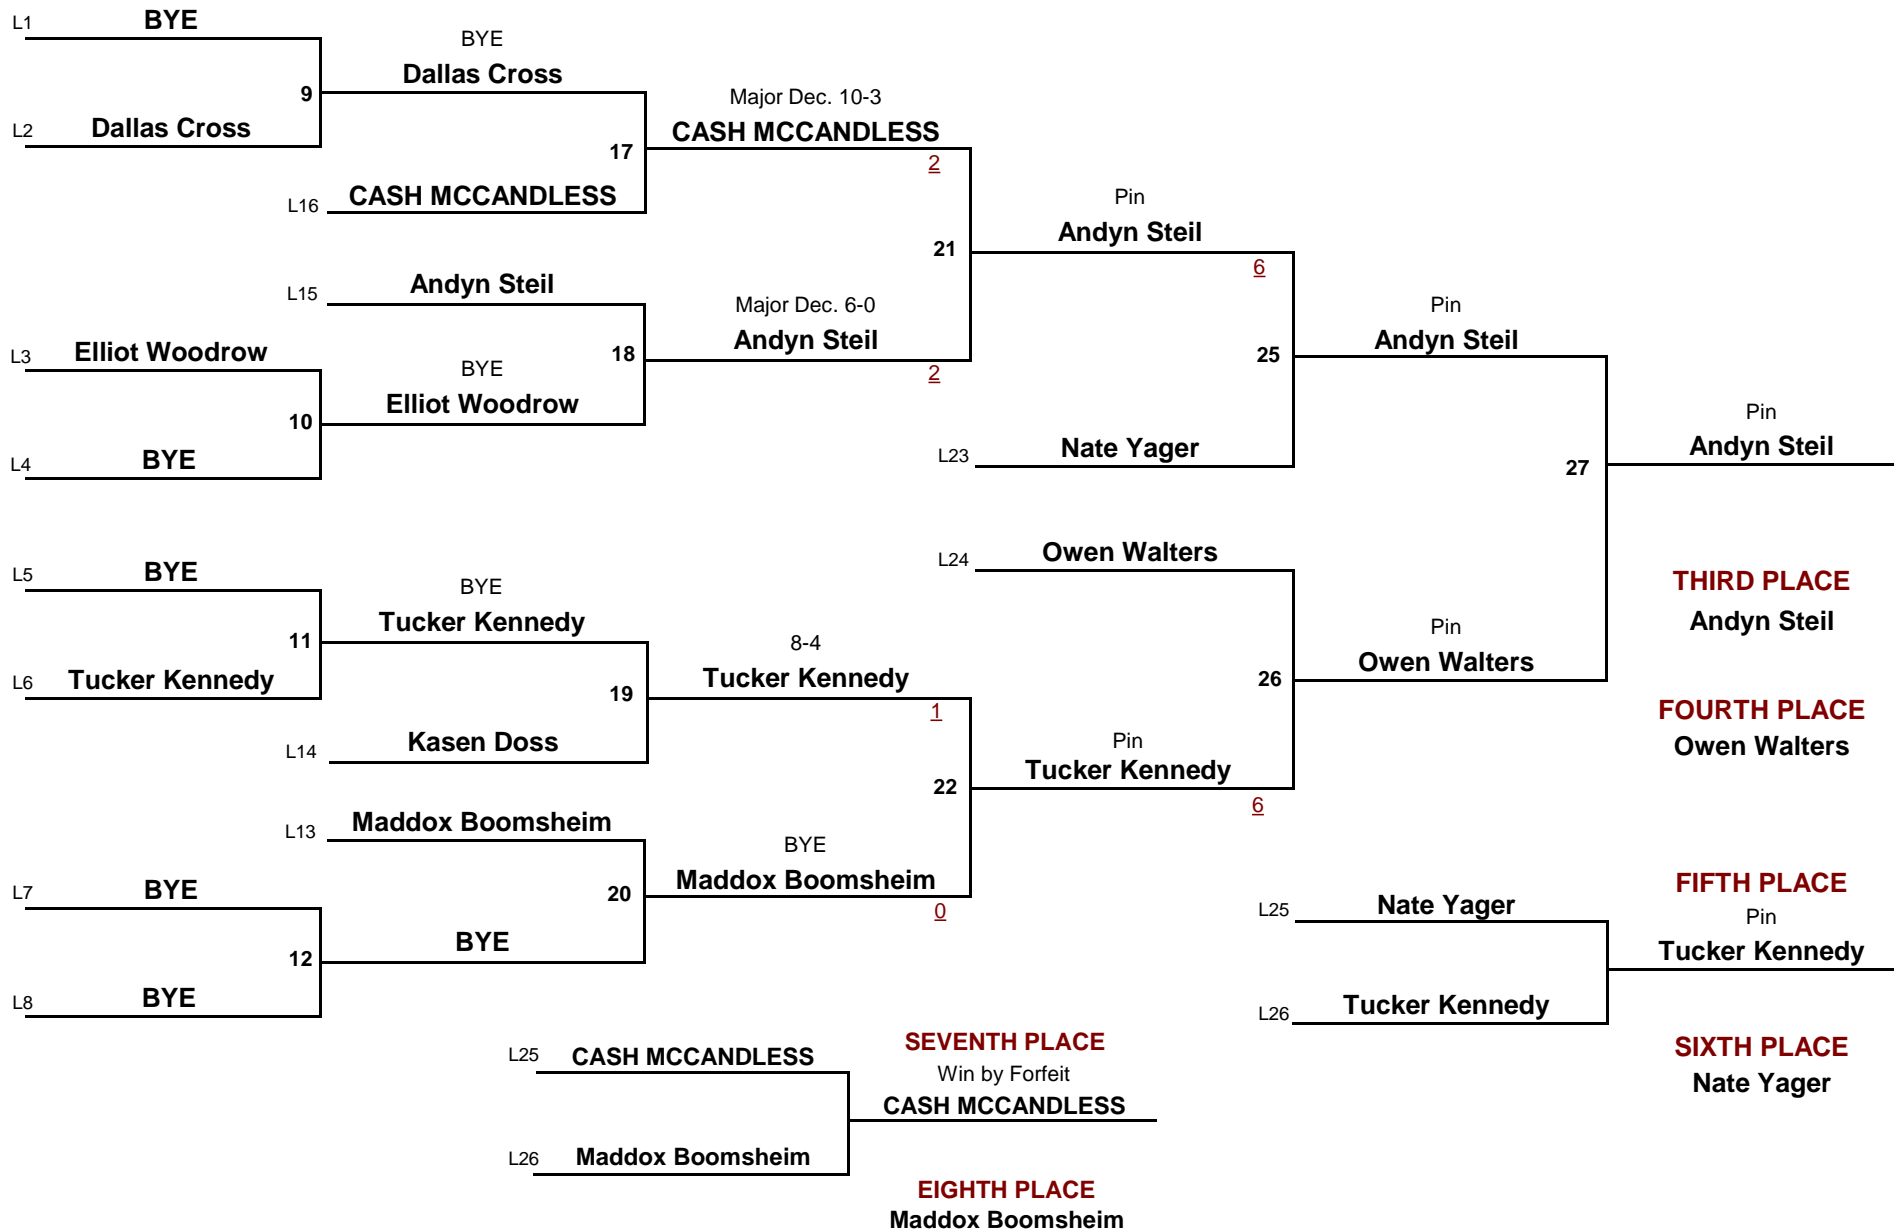 L1 BYE
BYE
Dallas Cross
9
L2 Dallas Cross
Major Dec. 10-3
CASH MCCANDLESS
2
17
L16 CASH MCCANDLESS
Pin
Andyn Steil
6
21
L15 Andyn Steil
Major Dec. 6-0
Andyn Steil
2
L3 Elliot Woodrow
18
BYE
Elliot Woodrow
10
L4 BYE
Pin
Andyn Steil
25
L23 Nate Yager
Pin
Andyn Steil
27
L5 BYE
BYE
Tucker Kennedy
11
L6 Tucker Kennedy
8-4
Tucker Kennedy
1
19
L14 Kasen Doss
L24 Owen Walters
Pin
Owen Walters
26
THIRD PLACE
Andyn Steil
FOURTH PLACE
Owen Walters
Pin
Tucker Kennedy
6
22
L13 Maddox Boomsheim
BYE
Maddox Boomsheim
0
20
L7 BYE
BYE
12
L8 BYE
L25 Nate Yager
FIFTH PLACE
Pin
Tucker Kennedy
L26 Tucker Kennedy
SIXTH PLACE
Nate Yager
L25 CASH MCCANDLESS
SEVENTH PLACE
Win by Forfeit
CASH MCCANDLESS
L26 Maddox Boomsheim
EIGHTH PLACE
Maddox Boomsheim